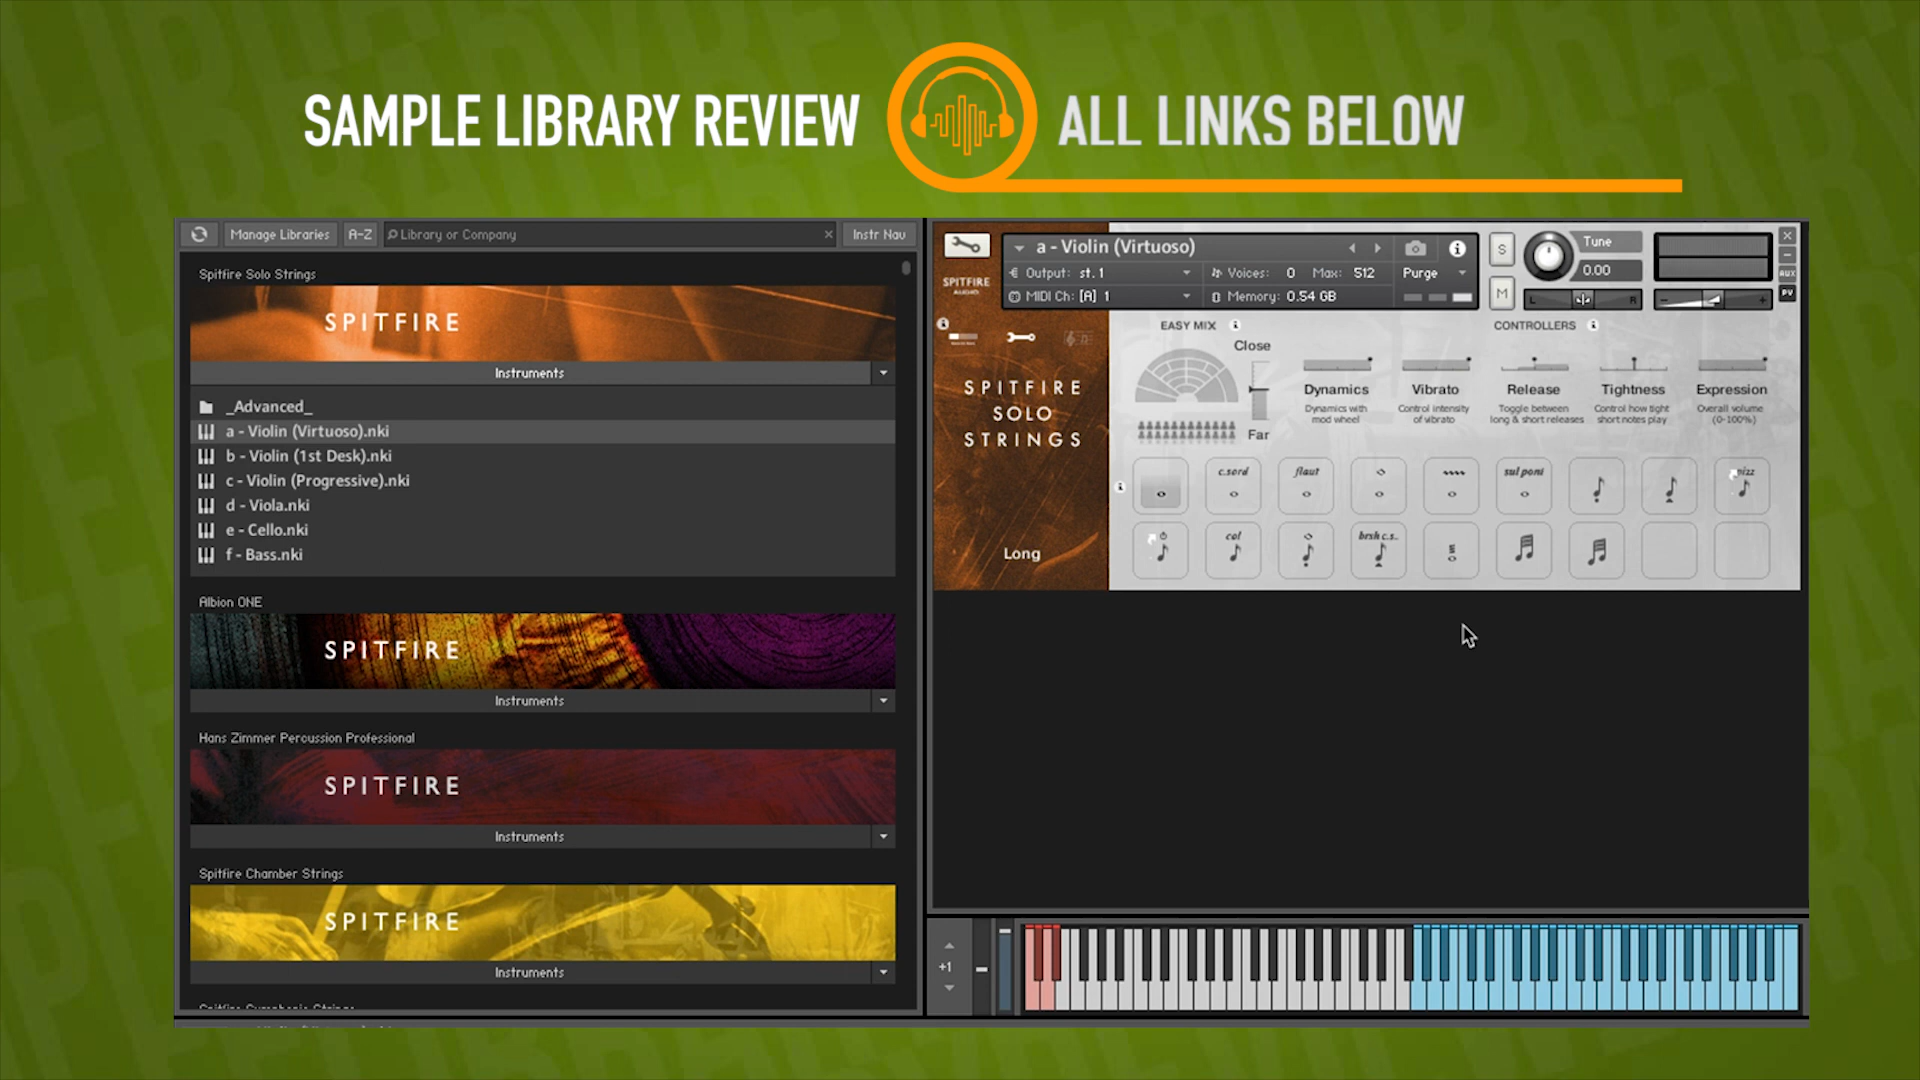 SAMPLE LIBRARY REVIEW
ALL LINKS BELOW
Manage Libraries
A-Z
Library or Company
Instr Nav
Spitfire Solo Strings
SPITFIRE
Instruments
_Advanced_
a - Violin (Virtuoso).nki
b - Violin (1st Desk).nki
c - Violin (Progressive).nki
d - Viola.nki
e - Cello.nki
f - Bass.nki
Albion ONE
SPITFIRE
Instruments
Hans Zimmer Percussion Professional
SPITFIRE
Instruments
Spitfire Chamber Strings
SPITFIRE
Instruments
SPITFIRE
AUDIO
a - Violin (Virtuoso)
Output: st.1
Voices: 0 Max: 512
Purge
MIDI Ch: [A] 1
Memory: 0.54 GB
S
M
Tune
0.00
L
R
AUX
PV
SPITFIRE
SOLO
STRINGS
Long
EASY MIX
Close
Far
CONTROLLERS
Dynamics
Dynamics with
mod wheel
Vibrato
Control intensity
of vibrato
Release
Toggle between
long & short releases
Tightness
Control how tight
short notes play
Expression
Overall volume
(0-100%)
c.sord
flaut
sul pont
pizz
col
brsh c.s.
+1